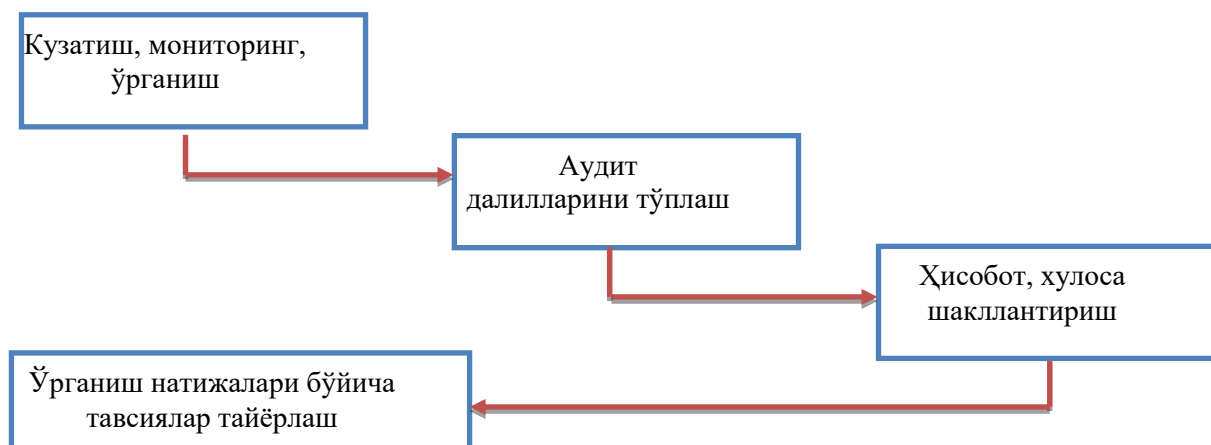 Кузатиш, мониторинг,
ўрганиш
Аудит
далилларини тўплаш
Ҳисобот, хулоса
шакллантириш
Ўрганиш натижалари бўйича
тавсиялар тайёрлаш